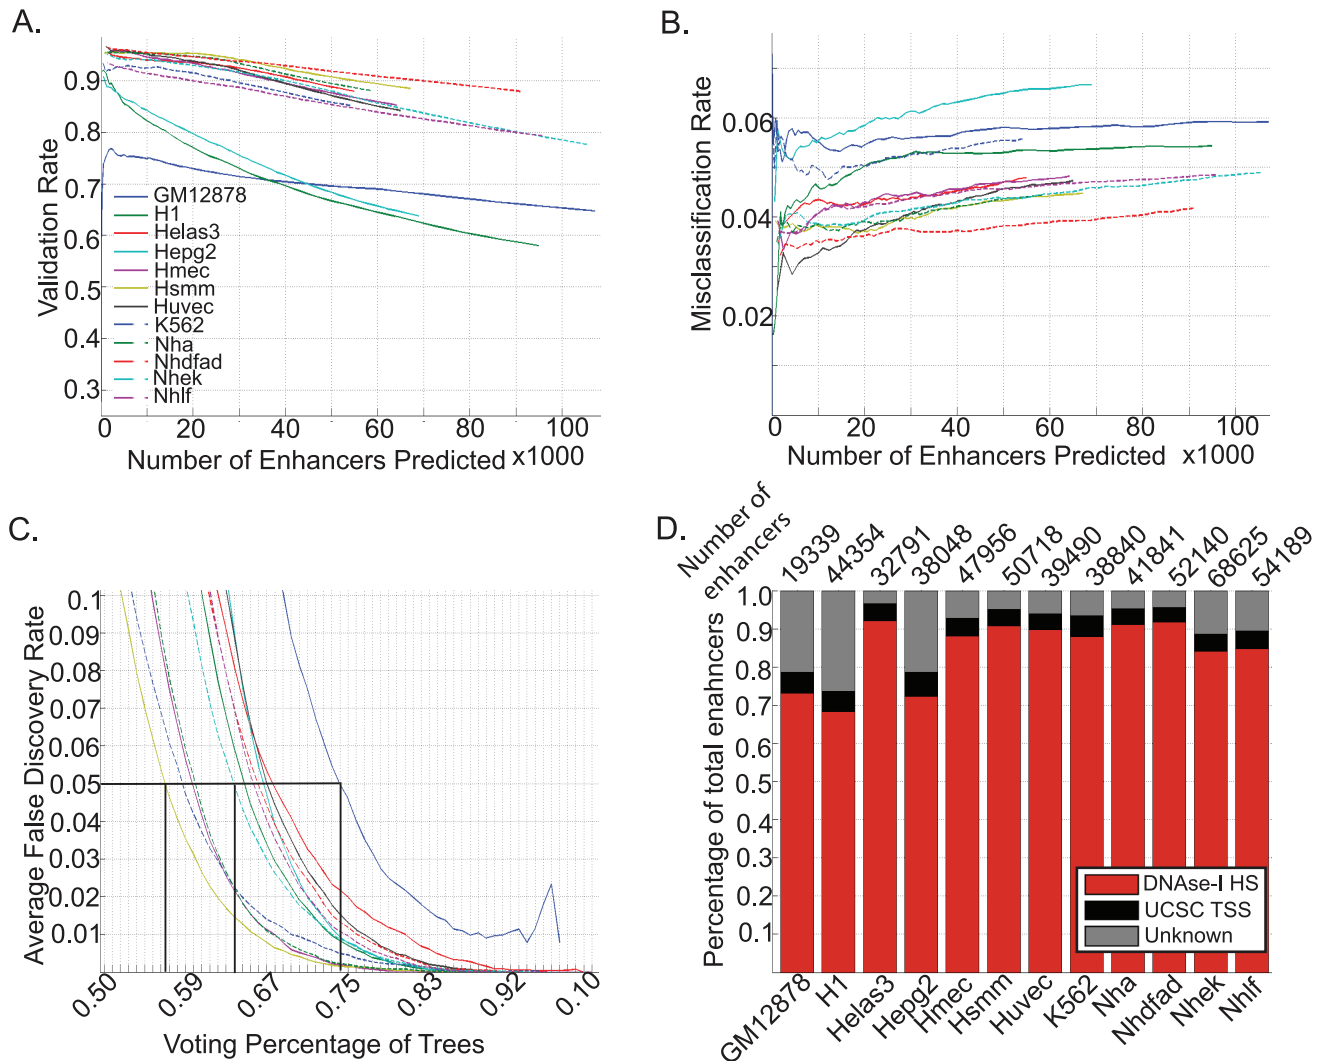 A.
Validation Rate
0.9
0.8
0.7
0.6
0.5
0.4
0.3
GM12878
H1
Helas3
Hepg2
Hmec
Hsmm
Huvec
K562
Nha
Nhdfad
Nhek
Nhlf
0 20 40 60 80 100
Number of Enhancers Predicted x1000
B.
Misclassification Rate
0.06
0.04
0.02
0 20 40 60 80 100
Number of Enhancers Predicted x1000
C.
Average False Discovery Rate
0.1
0.09
0.08
0.07
0.06
0.05
0.04
0.03
0.02
0.01
0.50 0.59 0.67 0.75 0.83 0.92 0.10
Voting Percentage of Trees
D.
Number of
enhancers
19339 44354 32791 38048 47956 50718 39490 38840 41841 52140 68625 54189
Percentage of total enahncers
1.0
0.9
0.8
0.7
0.6
0.5
0.4
0.3
0.2
0.1
DNAse-I HS
UCSC TSS
Unknown
GM12878 H1 Helas3 Hepg2 Hmec Hsmm Huvec K562 Nha Nhdfad Nhek Nhlf